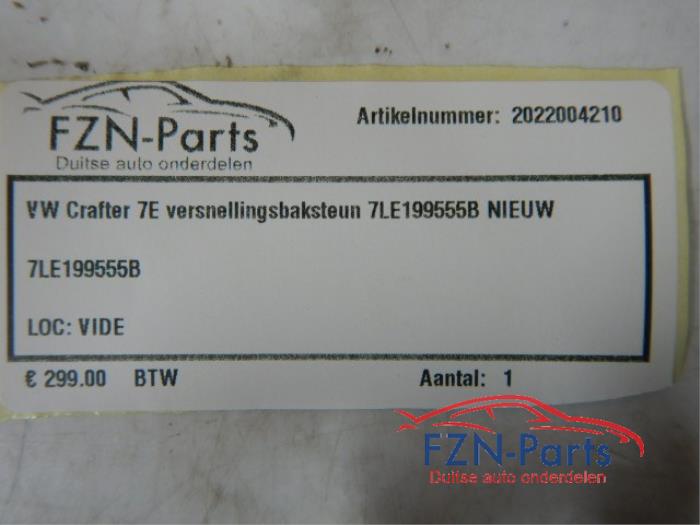 FZN-Parts
Duitse auto onderdelen
Artikelnummer: 2022004210
VW Crafter 7E versnellingsbaksteun 7LE199555B NIEUW
7LE199555B
LOC: VIDE
€ 299.00 BTW Aantal: 1
FZN-Parts
Duitse auto onderdelen